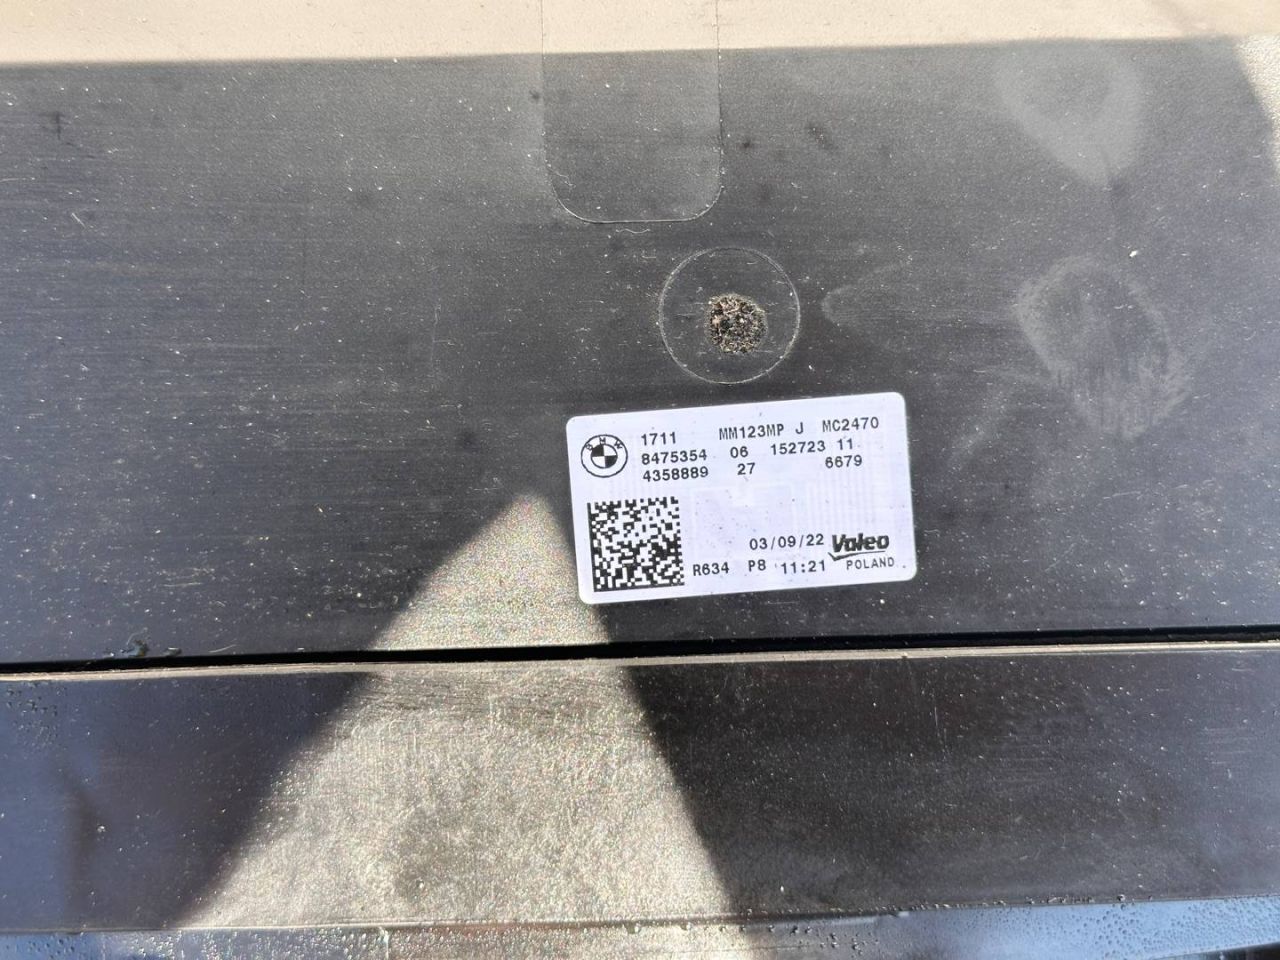 BMW
1711 MM123MP J MC2470
8475354 06 152723 11
4358889 27 6679
03/09/22 Valeo
R634 P8 11:21 POLAND